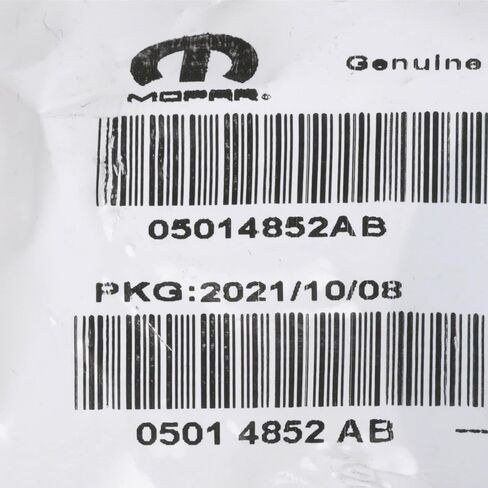 Genuine
MOPAR®
05014852AB
PKG:2021/10/08
0501 4852 AB